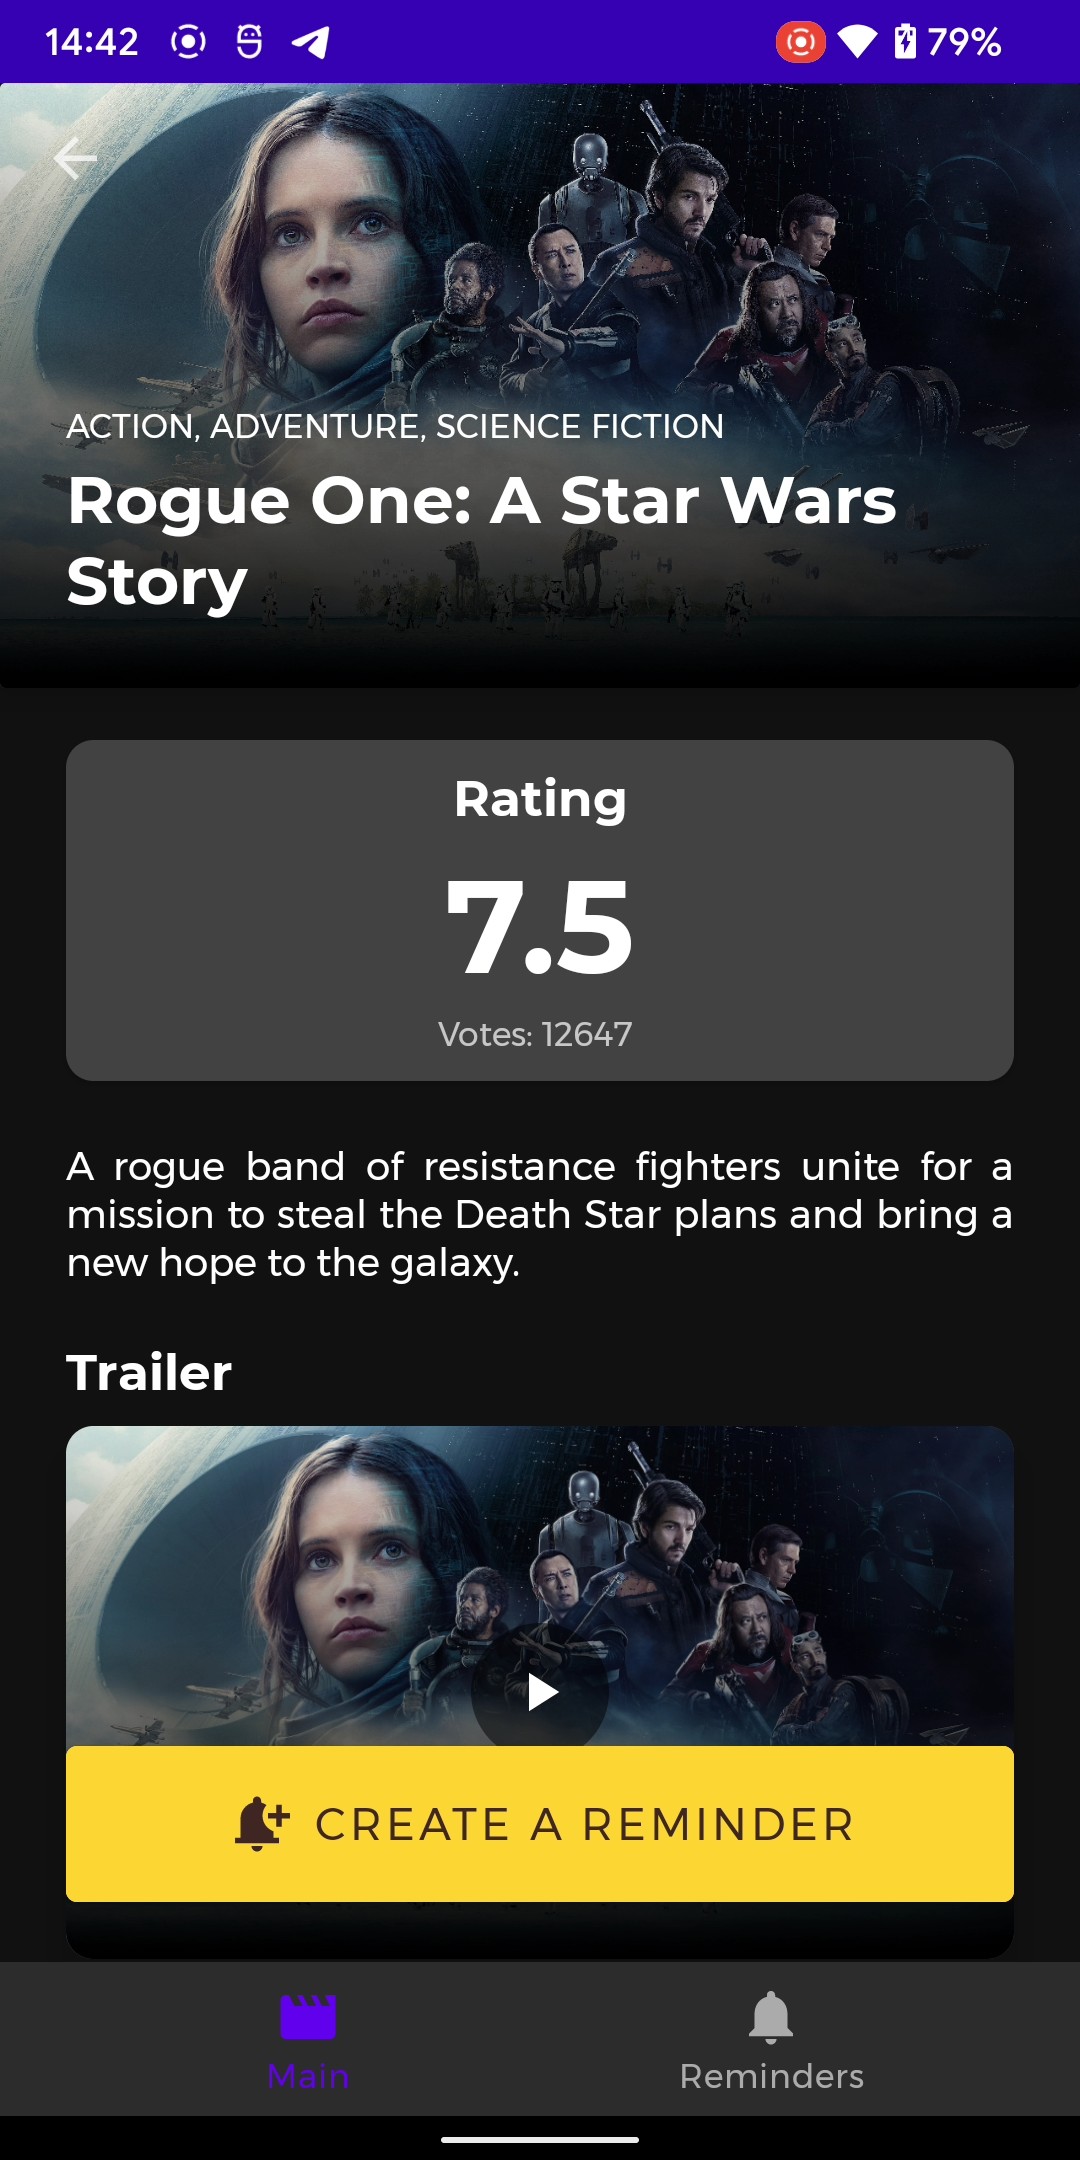 14:42
79%
ACTION, ADVENTURE, SCIENCE FICTION
Rogue One: A Star Wars
Story
Rating
7.5
Votes: 12647
A rogue band of resistance fighters unite for a
mission to steal the Death Star plans and bring a
new hope to the galaxy.
Trailer
CREATE A REMINDER
Main
Reminders